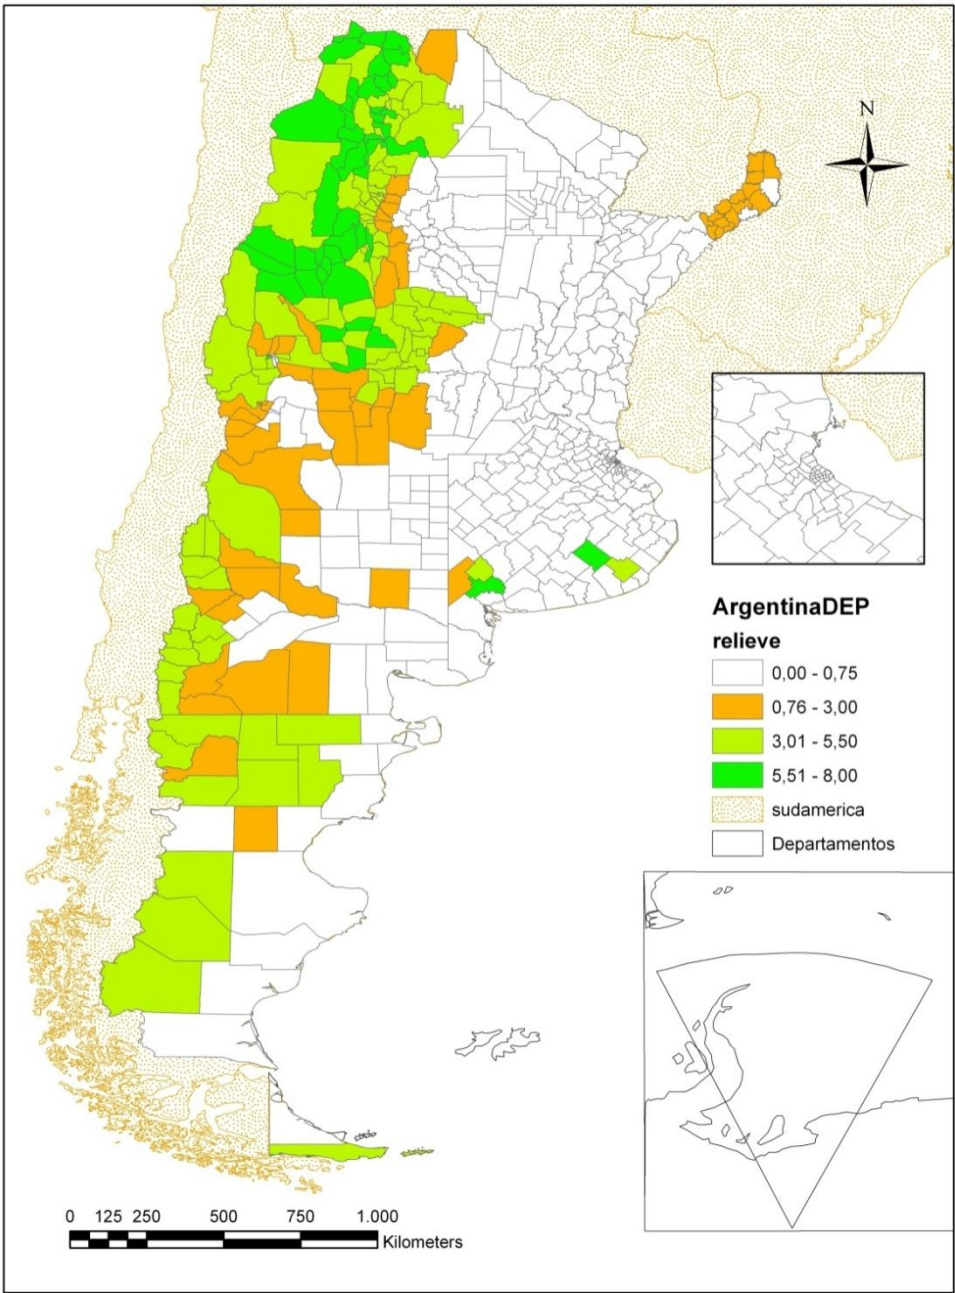 N
ArgentinaDEP
relieve
0,00 - 0,75
0,76 - 3,00
3,01 - 5,50
5,51 - 8,00
sudamerica
Departamentos
0 125 250 500 750 1.000
Kilometers